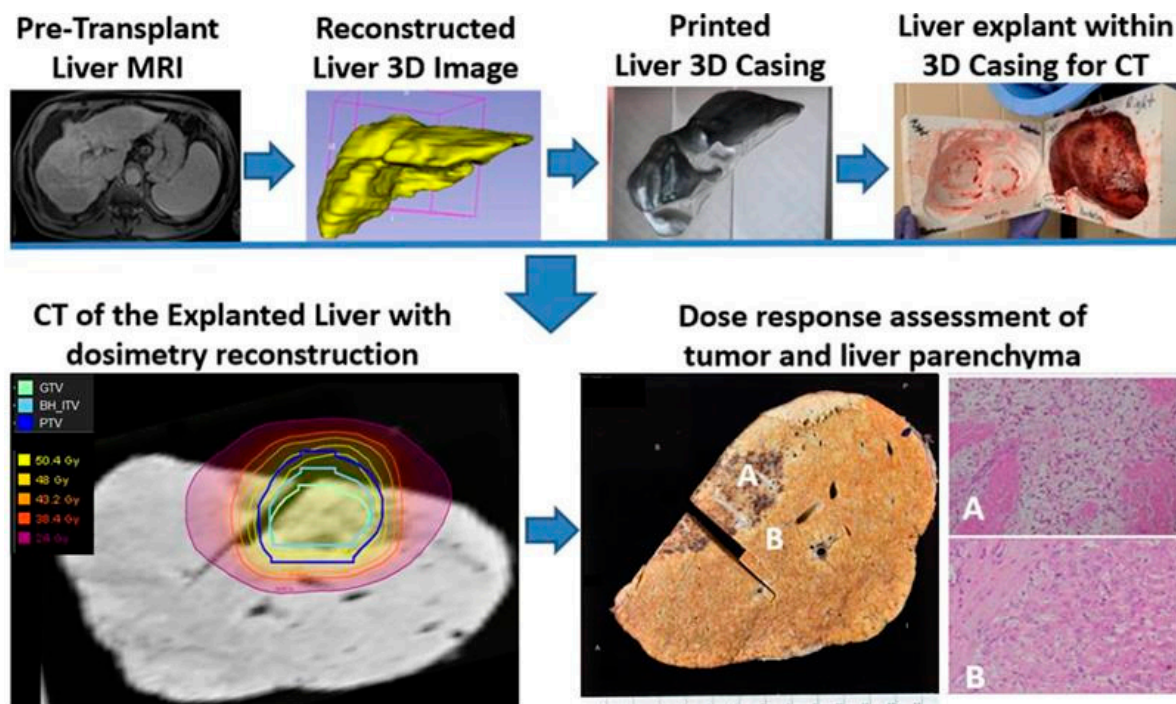 Pre-Transplant
Liver MRI
Reconstructed
Liver 3D Image
Printed
Liver 3D Casing
Liver explant within
3D Casing for CT
Right
CT of the Explanted Liver with
dosimetry reconstruction
Dose response assessment of
tumor and liver parenchyma
GTV
BH_ITV
PTV
50.4 Gy
48 Gy
43.2 Gy
38.4 Gy
24 Gy
A
B
A
B